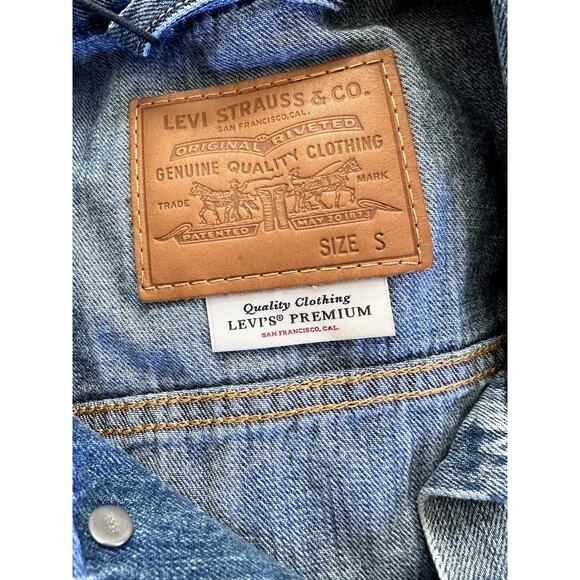 LEVI STRAUSS & CO.
SAN FRANCISCO, CAL.
ORIGINAL RIVETED
GENUINE QUALITY CLOTHING
TRADE MARK
PATENTED MAY 20 1873
SIZE S
Quality Clothing
LEVI'S® PREMIUM
SAN FRANCISCO, CAL.